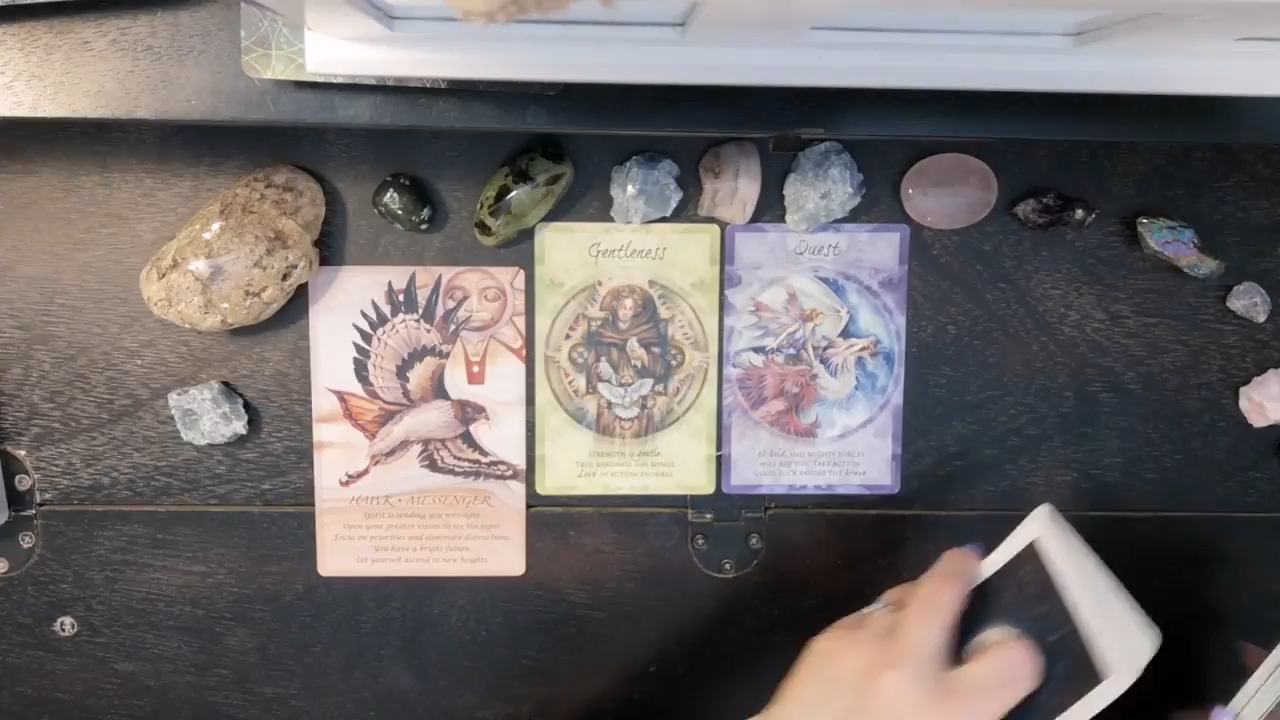 Gentleness
Quest
STRENGTH IS gentle
TRUE KINDNESS HAS WINGS
Love IN ACTION ENDURES
BE bold, AND MIGHTY FORCES
WILL AID YOU. TAKE ACTION
GOOD LUCK FAVORS THE brave
HAWK • MESSENGER
Spirit is sending you messages.
Open your greater vision to see the signs
Focus on priorities and eliminate distractions
You have a bright future.
Let yourself ascend to new heights